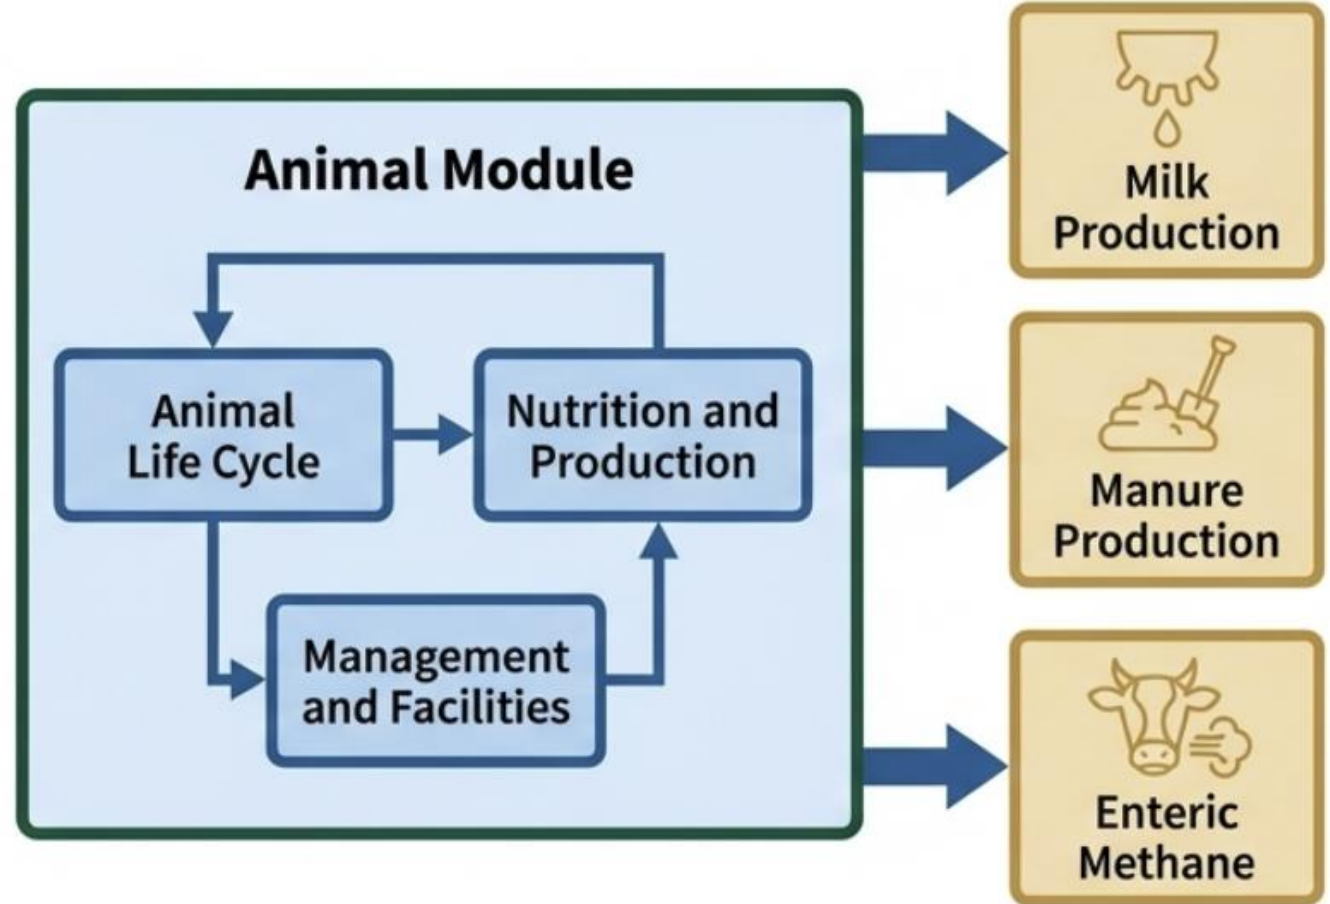 Animal Module
Animal
Life Cycle
Nutrition and
Production
Management
and Facilities
Milk
Production
Manure
Production
Enteric
Methane